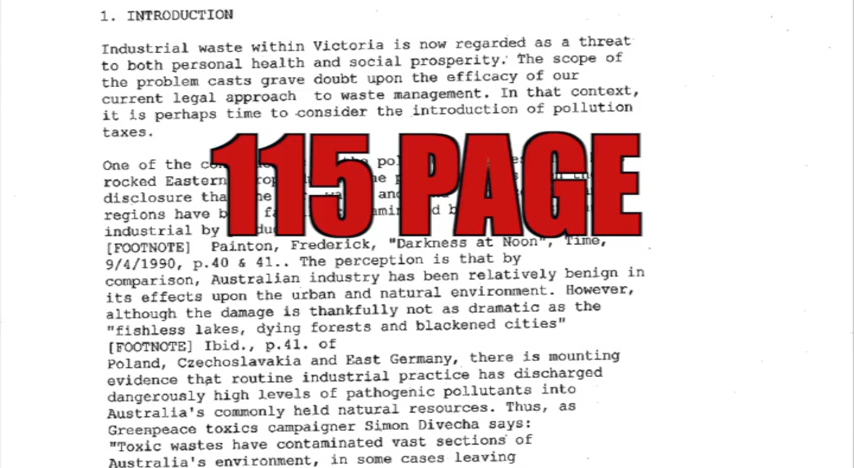 1. INTRODUCTION
Industrial waste within Victoria is now regarded as a threat
to both personal health and social prosperity. The scope of
the problem casts grave doubt upon the efficacy of our
current legal approach to waste management. In that context,
it is perhaps time to consider the introduction of pollution
taxes.
One of the
rocked Eastern
disclosure
regions have
industrial by
115 PAGE
[FOOTNOTE] Painton, Frederick, "Darkness at Noon", Time,
9/4/1990, p.40 & 41.. The perception is that by
comparison, Australian industry has been relatively benign in
its effects upon the urban and natural environment. However,
although the damage is thankfully not as dramatic as the
"fishless lakes, dying forests and blackened cities"
[FOOTNOTE] Ibid., p.41. of
Poland, Czechoslavakia and East Germany, there is mounting
evidence that routine industrial practice has discharged
dangerously high levels of pathogenic pollutants into
Australia's commonly held natural resources. Thus, as
Greenpeace toxics campaigner Simon Divecha says:
"Toxic wastes have contaminated vast sections of
Australia's environment, in some cases leaving